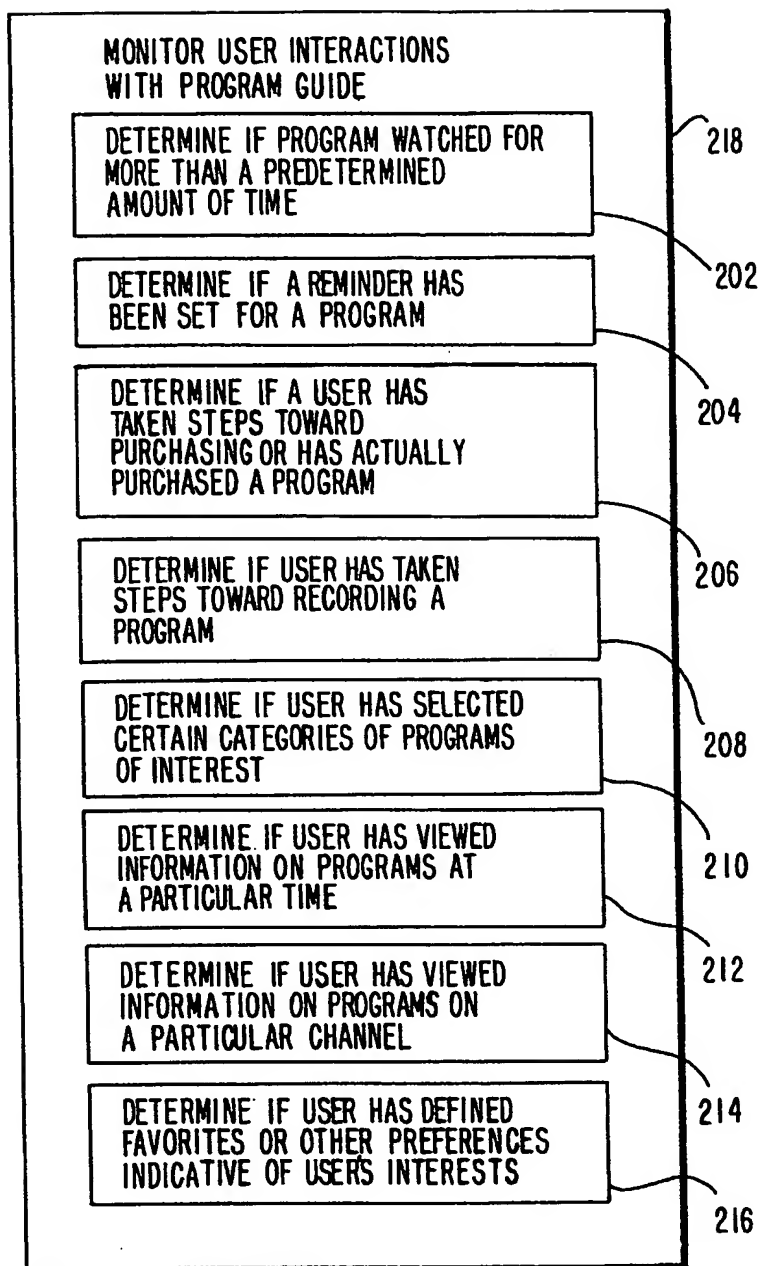 MONITOR USER INTERACTIONS
WITH PROGRAM GUIDE
218
DETERMINE IF PROGRAM WATCHED FOR
MORE THAN A PREDETERMINED
AMOUNT OF TIME
202
DETERMINE IF A REMINDER HAS
BEEN SET FOR A PROGRAM
204
DETERMINE IF A USER HAS
TAKEN STEPS TOWARD
PURCHASING OR HAS ACTUALLY
PURCHASED A PROGRAM
206
DETERMINE IF USER HAS TAKEN
STEPS TOWARD RECORDING A
PROGRAM
208
DETERMINE IF USER HAS SELECTED
CERTAIN CATEGORIES OF PROGRAMS
OF INTEREST
210
DETERMINE IF USER HAS VIEWED
INFORMATION ON PROGRAMS AT
A PARTICULAR TIME
212
DETERMINE IF USER HAS VIEWED
INFORMATION ON PROGRAMS ON
A PARTICULAR CHANNEL
214
DETERMINE IF USER HAS DEFINED
FAVORITES OR OTHER PREFERENCES
INDICATIVE OF USER'S INTERESTS
216